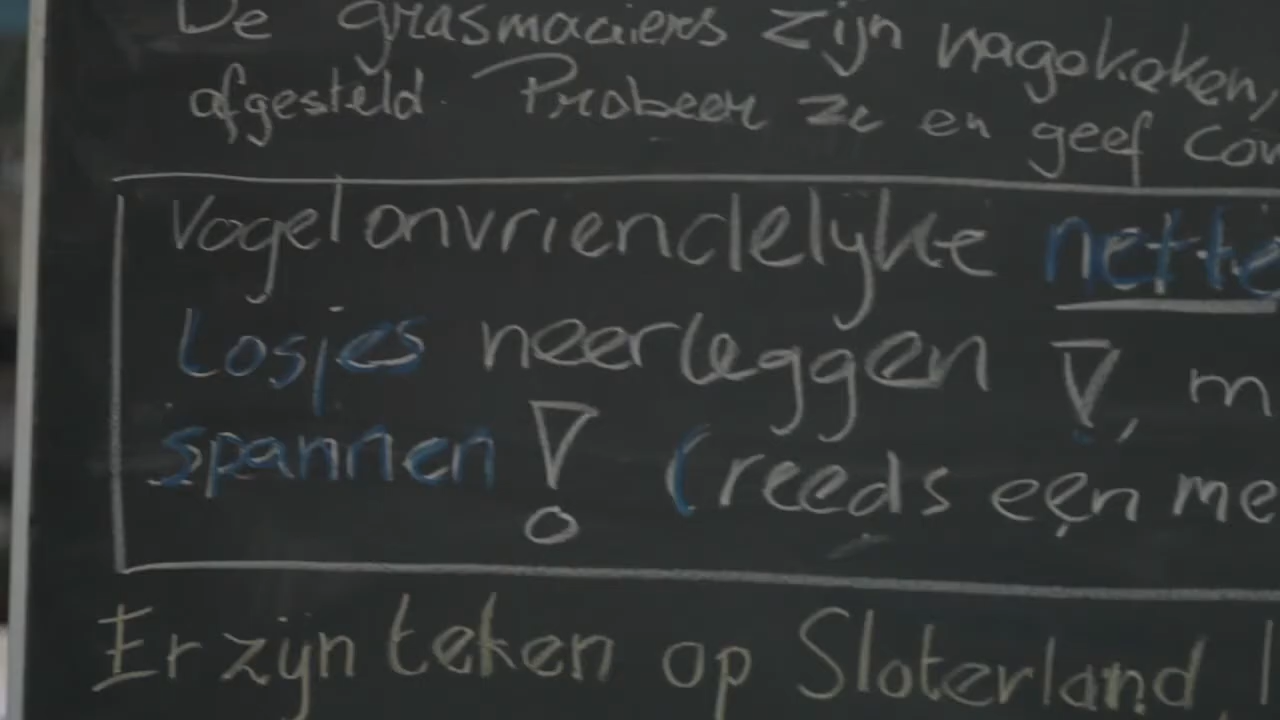 De grasmaaiers zijn nagekeken,
afgesteld. Probeer ze en geef
Vogelonvriendelijke nette
Losjes neerleggen !,
spannen! (reeds een me
Er zijn teken op Sloterland,